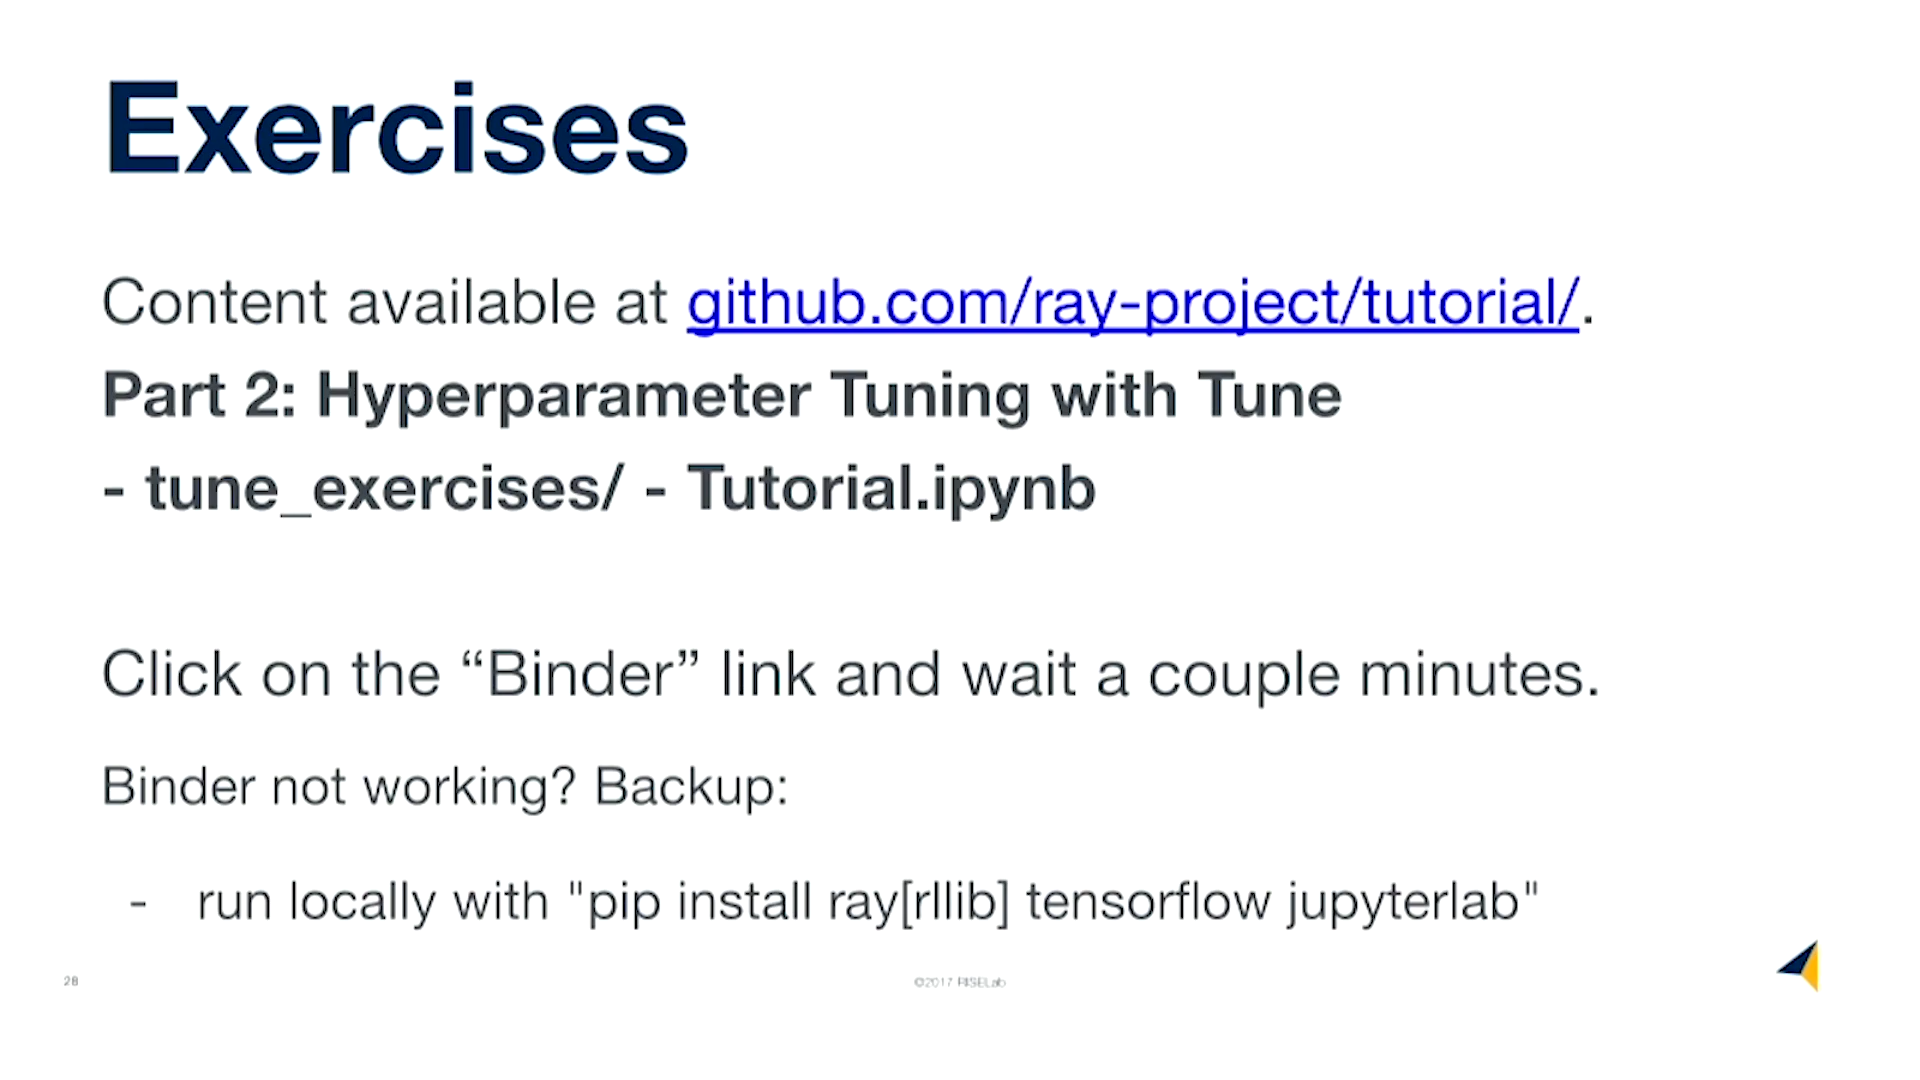 Exercises
Content available at github.com/ray-project/tutorial/.
Part 2: Hyperparameter Tuning with Tune
- tune_exercises/ - Tutorial.ipynb
Click on the “Binder” link and wait a couple minutes.
Binder not working? Backup:
- run locally with "pip install ray[rllib] tensorflow jupyterlab"
28
©2017 RISELab